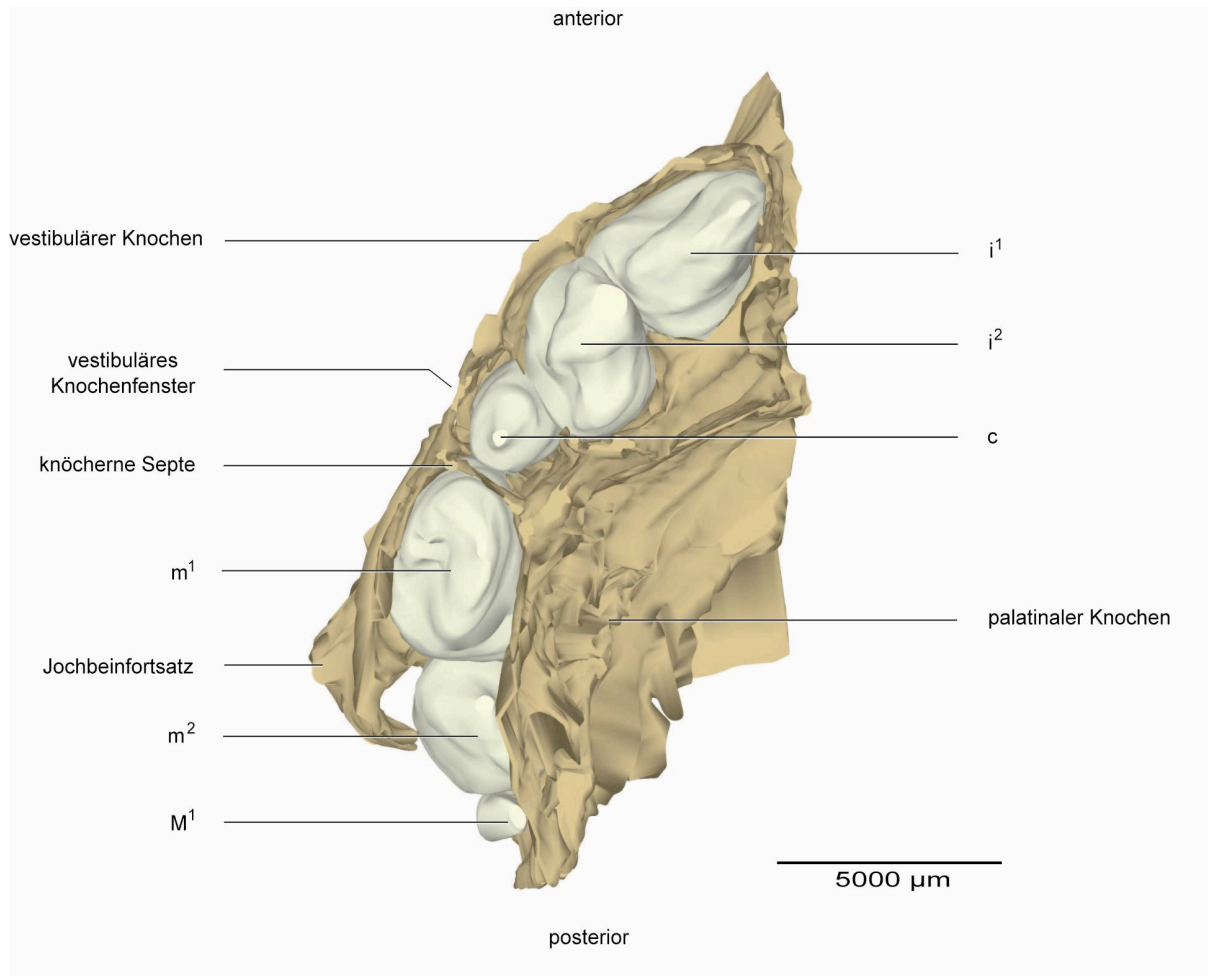 anterior
vestibulärer Knochen
i¹
i²
vestibuläres
Knochenfenster
c
knöcherne Septe
m¹
palatinaler Knochen
Jochbeinfortsatz
m²
M¹
5000 µm
posterior